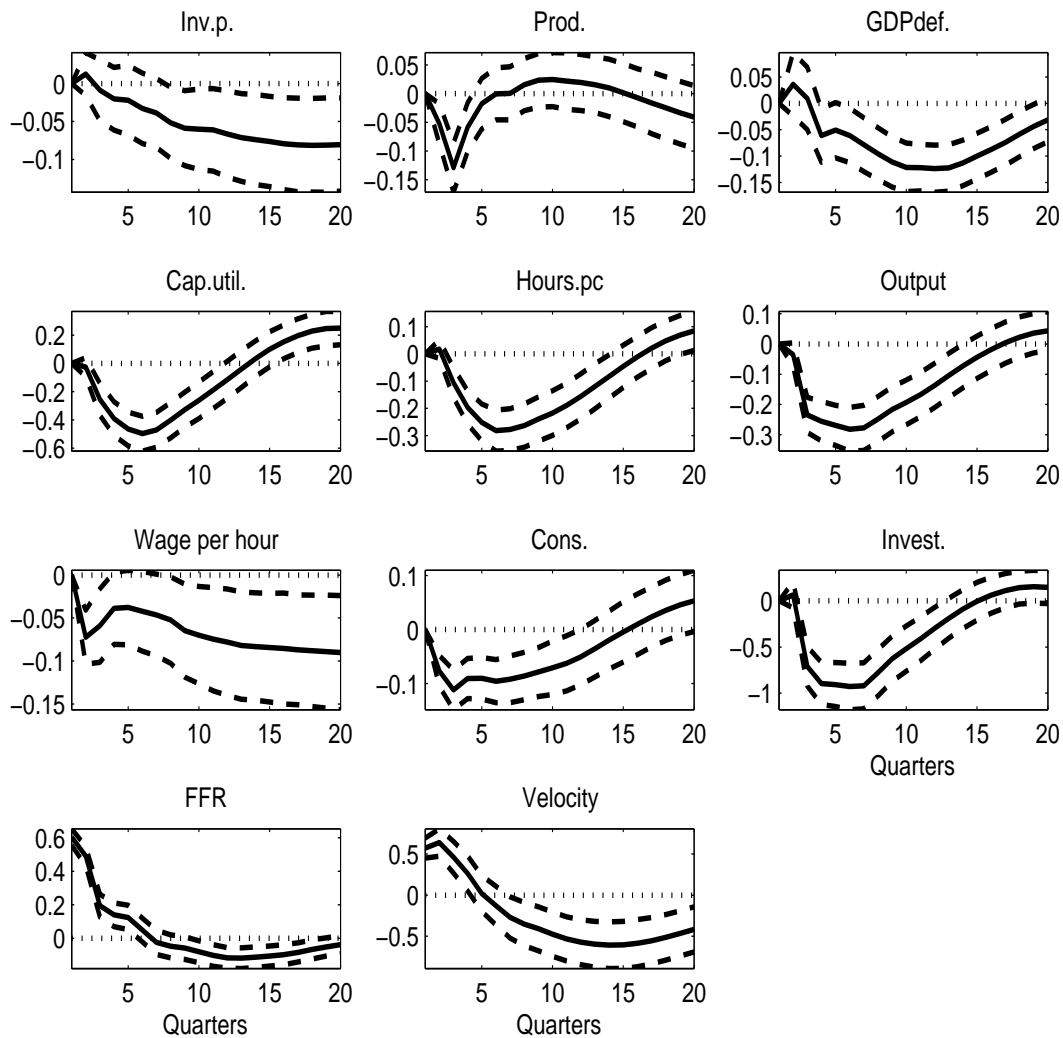 Inv.p.
0
−0.05
−0.1
5 10 15 20
Prod.
0.05
0
−0.05
−0.1
−0.15
5 10 15 20
GDPdef.
0.05
0
−0.05
−0.1
−0.15
5 10 15 20
Cap.util.
0.2
0
−0.2
−0.4
−0.6
5 10 15 20
Hours.pc
0.1
0
−0.1
−0.2
−0.3
5 10 15 20
Output
0.1
0
−0.1
−0.2
−0.3
5 10 15 20
Wage per hour
0
−0.05
−0.1
−0.15
5 10 15 20
Cons.
0.1
0
−0.1
5 10 15 20
Invest.
0
−0.5
−1
5 10 15 20
Quarters
FFR
0.6
0.4
0.2
0
5 10 15 20
Quarters
Velocity
0.5
0
−0.5
5 10 15 20
Quarters